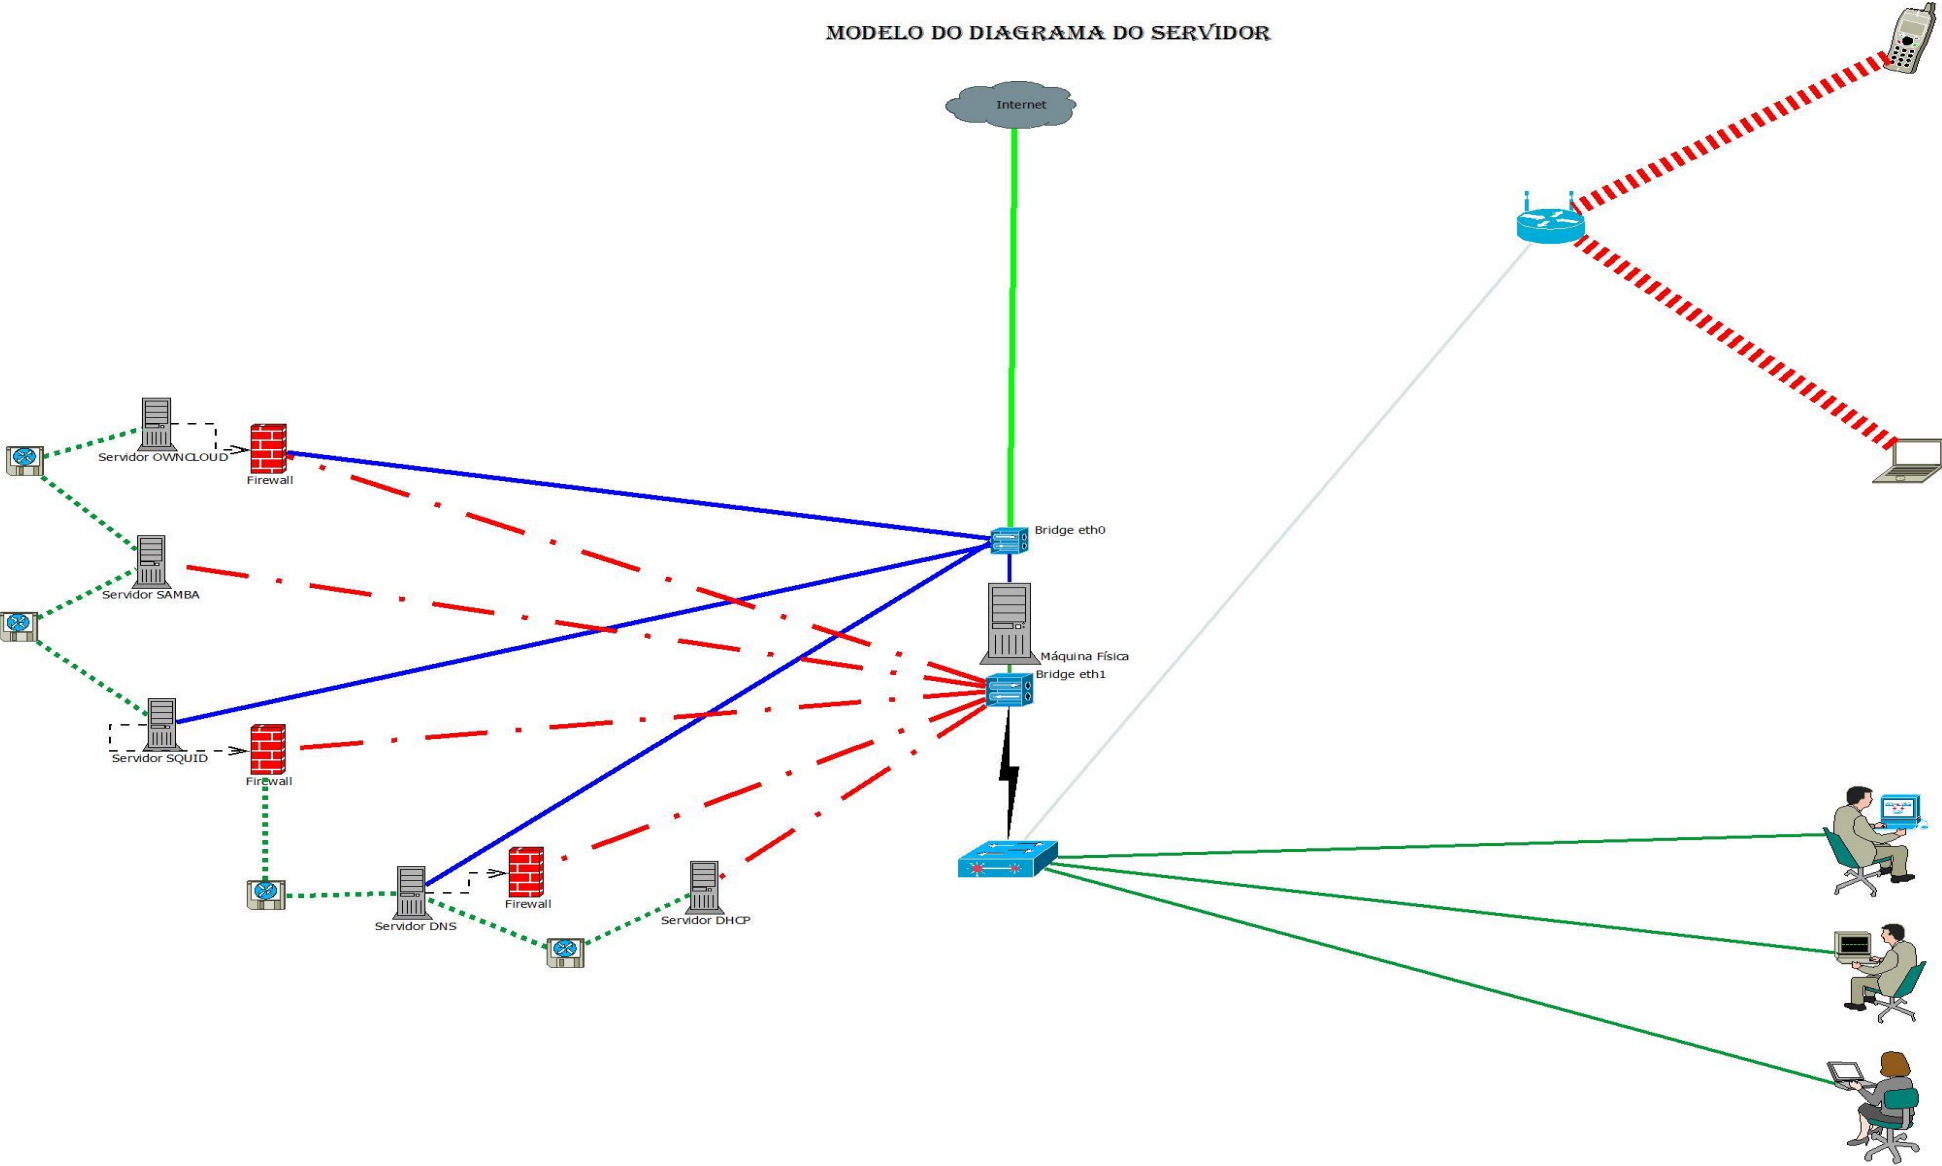 MODELO DO DIAGRAMA DO SERVIDOR
Internet
Servidor OWNCLOUD
Firewall
Bridge eth0
Servidor SAMBA
Máquina Física
Bridge eth1
Servidor SQUID
Firewall
Firewall
Servidor DNS
Servidor DHCP